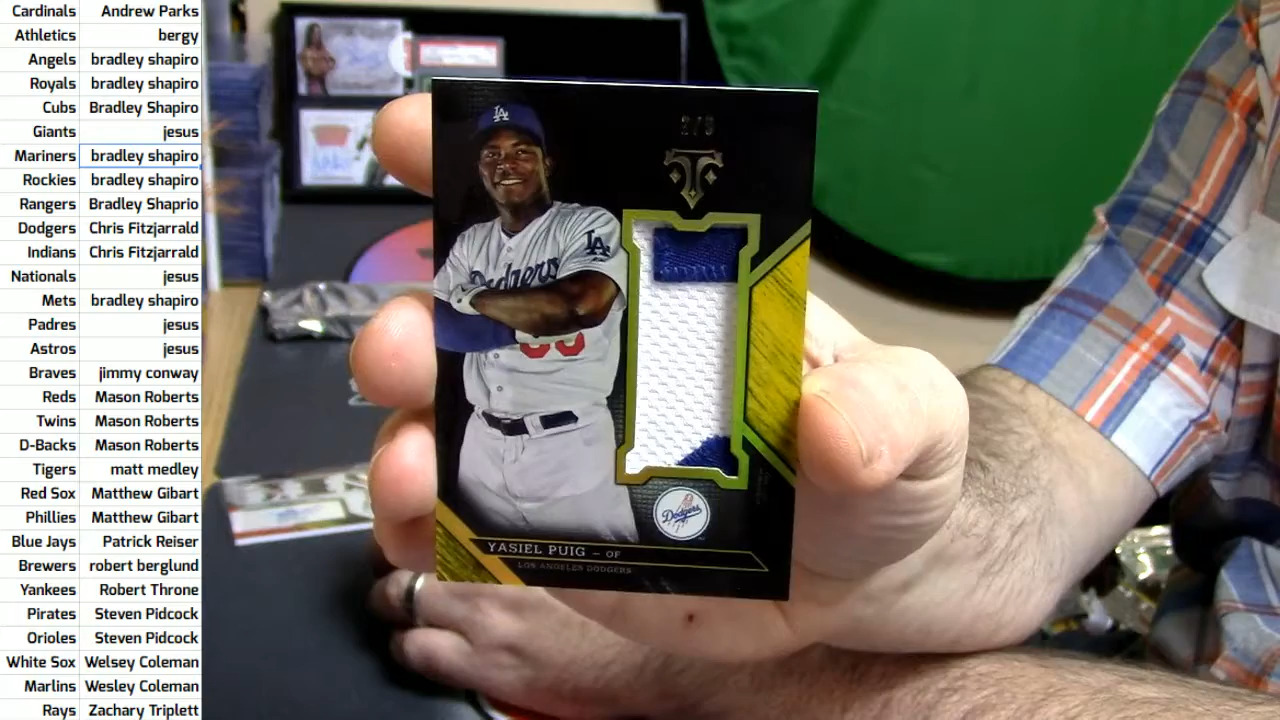 Cardinals Andrew Parks
Athletics bergy
Angels bradley shapiro
Royals bradley shapiro
Cubs Bradley Shapiro
Giants jesus
Mariners bradley shapiro
Rockies bradley shapiro
Rangers Bradley Shaprio
Dodgers Chris Fitzjarrald
Indians Chris Fitzjarrald
Nationals jesus
Mets bradley shapiro
Padres jesus
Astros jesus
Braves jimmy conway
Reds Mason Roberts
Twins Mason Roberts
D-Backs Mason Roberts
Tigers matt medley
Red Sox Matthew Gibart
Phillies Matthew Gibart
Blue Jays Patrick Reiser
Brewers robert berglund
Yankees Robert Throne
Pirates Steven Pidcock
Orioles Steven Pidcock
White Sox Welsey Coleman
Marlins Wesley Coleman
Rays Zachary Triplett
LA
LA
Dodgers
Dodgers
YASIEL PUIG – OF
LOS ANGELES DODGERS